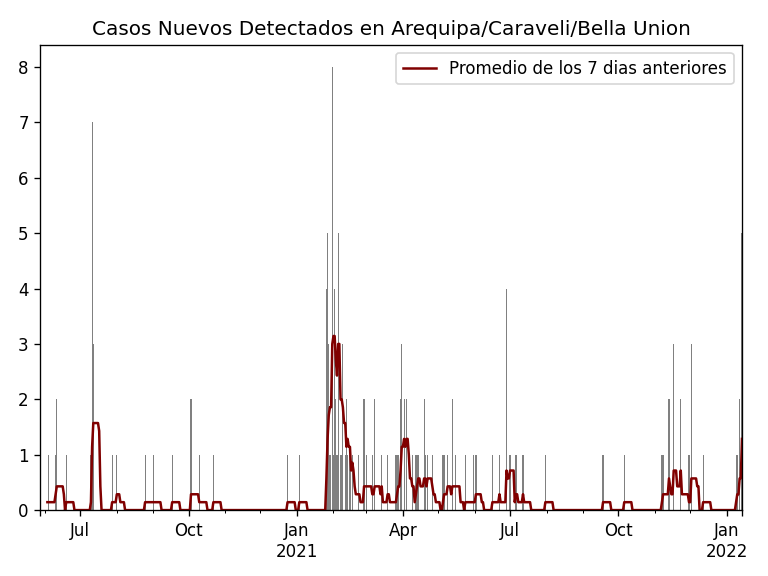 Casos Nuevos Detectados en Arequipa/Caraveli/Bella Union
Promedio de los 7 dias anteriores
8
7
6
5
4
3
2
1
0
Jul
Oct
Jan
2021
Apr
Jul
Oct
Jan
2022